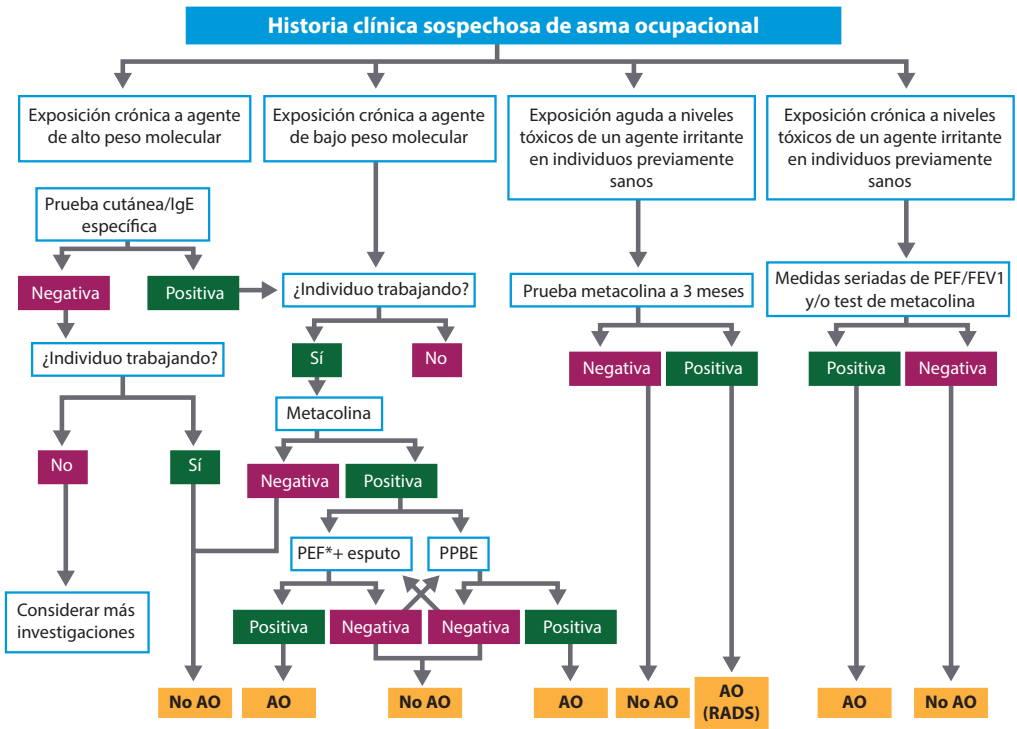 Historia clínica sospechosa de asma ocupacional
Exposición crónica a agente
de alto peso molecular
Exposición crónica a agente
de bajo peso molecular
Exposición aguda a niveles
tóxicos de un agente irritante
en individuos previamente
sanos
Exposición crónica a niveles
tóxicos de un agente irritante
en individuos previamente
sanos
Prueba cutánea/IgE
específica
Negativa
Positiva
¿Individuo trabajando?
Prueba metacolina a 3 meses
Medidas seriadas de PEF/FEV1
y/o test de metacolina
¿Individuo trabajando?
Sí
No
Negativa
Positiva
Positiva
Negativa
Metacolina
No
Sí
Negativa
Positiva
PEF*+ esputo
PPBE
Considerar más
investigaciones
Positiva
Negativa
Negativa
Positiva
No AO
AO
No AO
AO
No AO
AO
(RADS)
AO
No AO